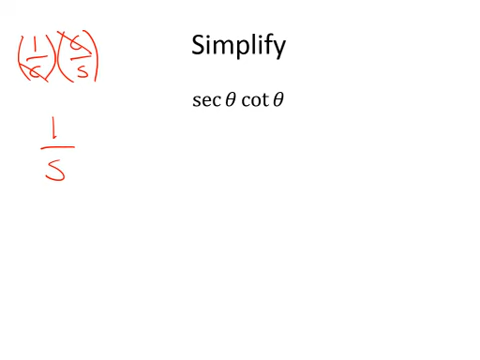 Simplify
sec θ cot θ
(1/c)(c/s)
1/s